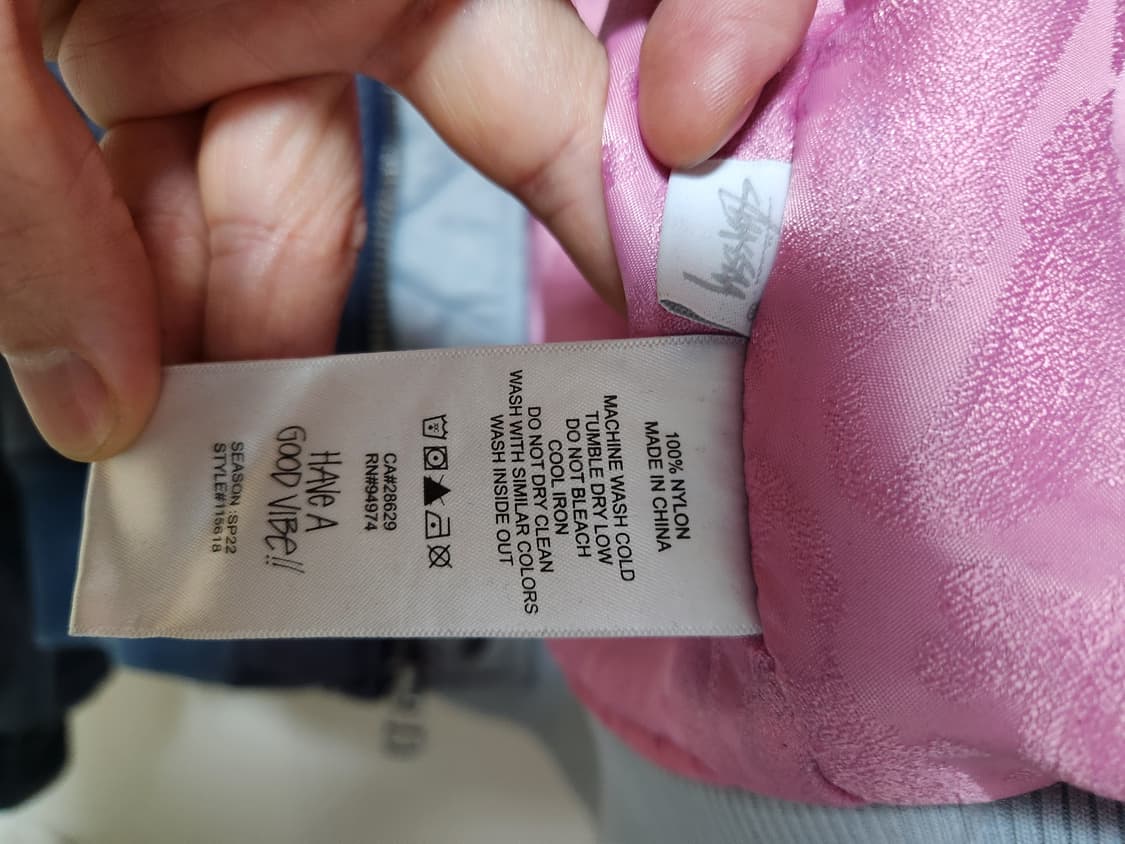 STÜSSY
100% NYLON
MADE IN CHINA
MACHINE WASH COLD
TUMBLE DRY LOW
DO NOT BLEACH
COOL IRON
DO NOT DRY CLEAN
WASH WITH SIMILAR COLORS
WASH INSIDE OUT
CA#28629
RN#94974
HAVE A
GOOD VIBE!!
SEASON:SP22
STYLE#115618